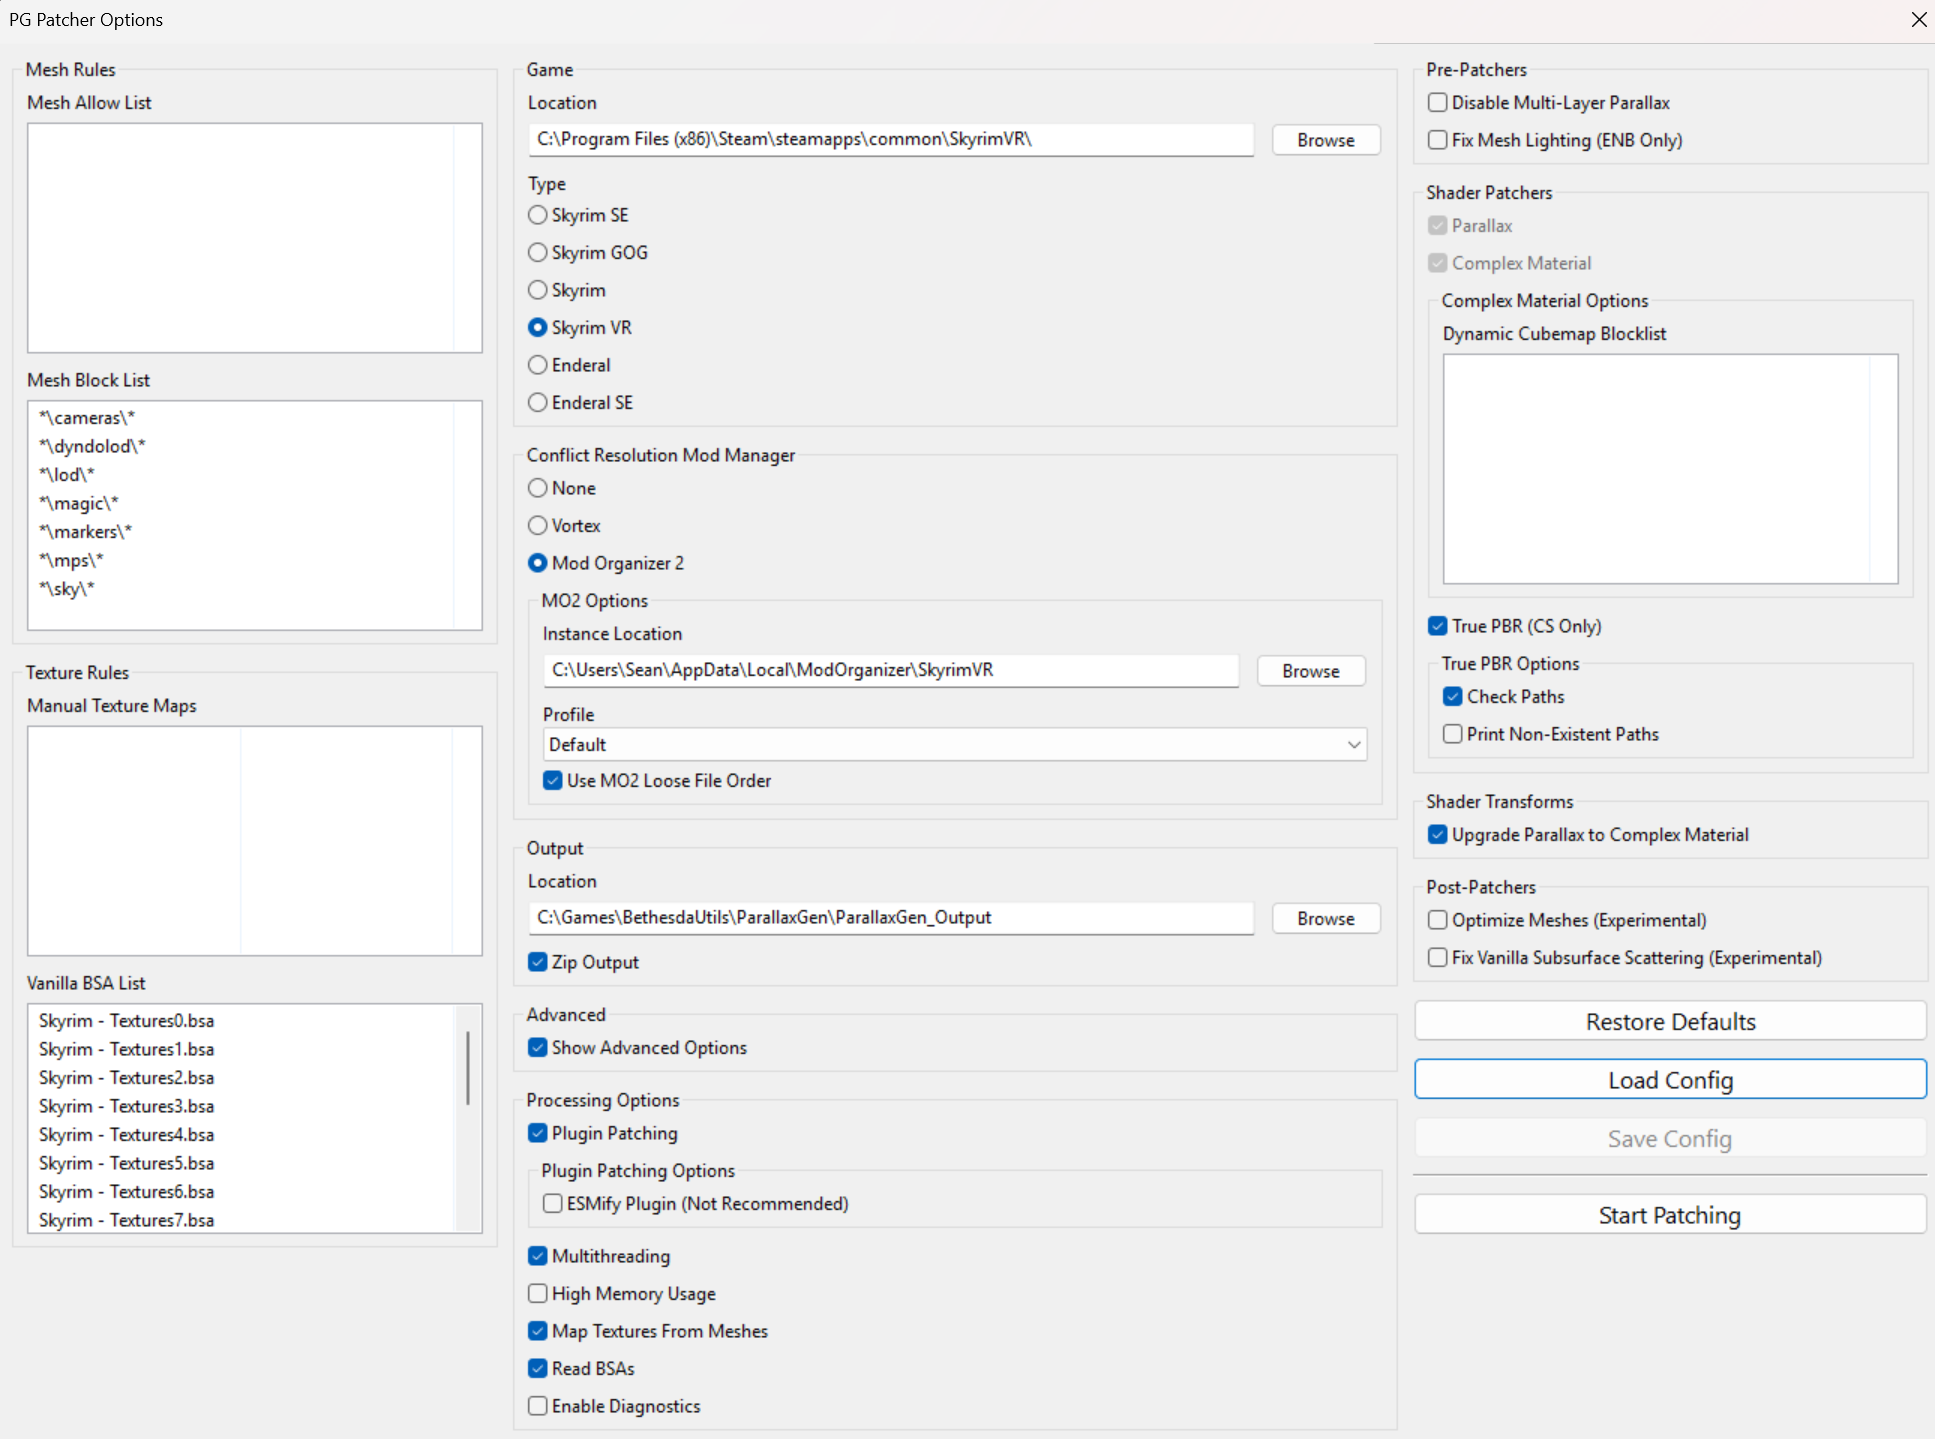 PG Patcher Options
Mesh Rules
Mesh Allow List
Mesh Block List
*\cameras\*
*\dyndolod\*
*\lod\*
*\magic\*
*\markers\*
*\mps\*
*\sky\*
Texture Rules
Manual Texture Maps
Vanilla BSA List
Skyrim - Textures0.bsa
Skyrim - Textures1.bsa
Skyrim - Textures2.bsa
Skyrim - Textures3.bsa
Skyrim - Textures4.bsa
Skyrim - Textures5.bsa
Skyrim - Textures6.bsa
Skyrim - Textures7.bsa
Game
Location
C:\Program Files (x86)\Steam\steamapps\common\SkyrimVR\
Browse
Type
Skyrim SE
Skyrim GOG
Skyrim
Skyrim VR
Enderal
Enderal SE
Conflict Resolution Mod Manager
None
Vortex
Mod Organizer 2
MO2 Options
Instance Location
C:\Users\Sean\AppData\Local\ModOrganizer\SkyrimVR
Browse
Profile
Default
Use MO2 Loose File Order
Output
Location
C:\Games\BethesdaUtils\ParallaxGen\ParallaxGen_Output
Browse
Zip Output
Advanced
Show Advanced Options
Processing Options
Plugin Patching
Plugin Patching Options
ESMify Plugin (Not Recommended)
Multithreading
High Memory Usage
Map Textures From Meshes
Read BSAs
Enable Diagnostics
Pre-Patchers
Disable Multi-Layer Parallax
Fix Mesh Lighting (ENB Only)
Shader Patchers
Parallax
Complex Material
Complex Material Options
Dynamic Cubemap Blocklist
True PBR (CS Only)
True PBR Options
Check Paths
Print Non-Existent Paths
Shader Transforms
Upgrade Parallax to Complex Material
Post-Patchers
Optimize Meshes (Experimental)
Fix Vanilla Subsurface Scattering (Experimental)
Restore Defaults
Load Config
Save Config
Start Patching